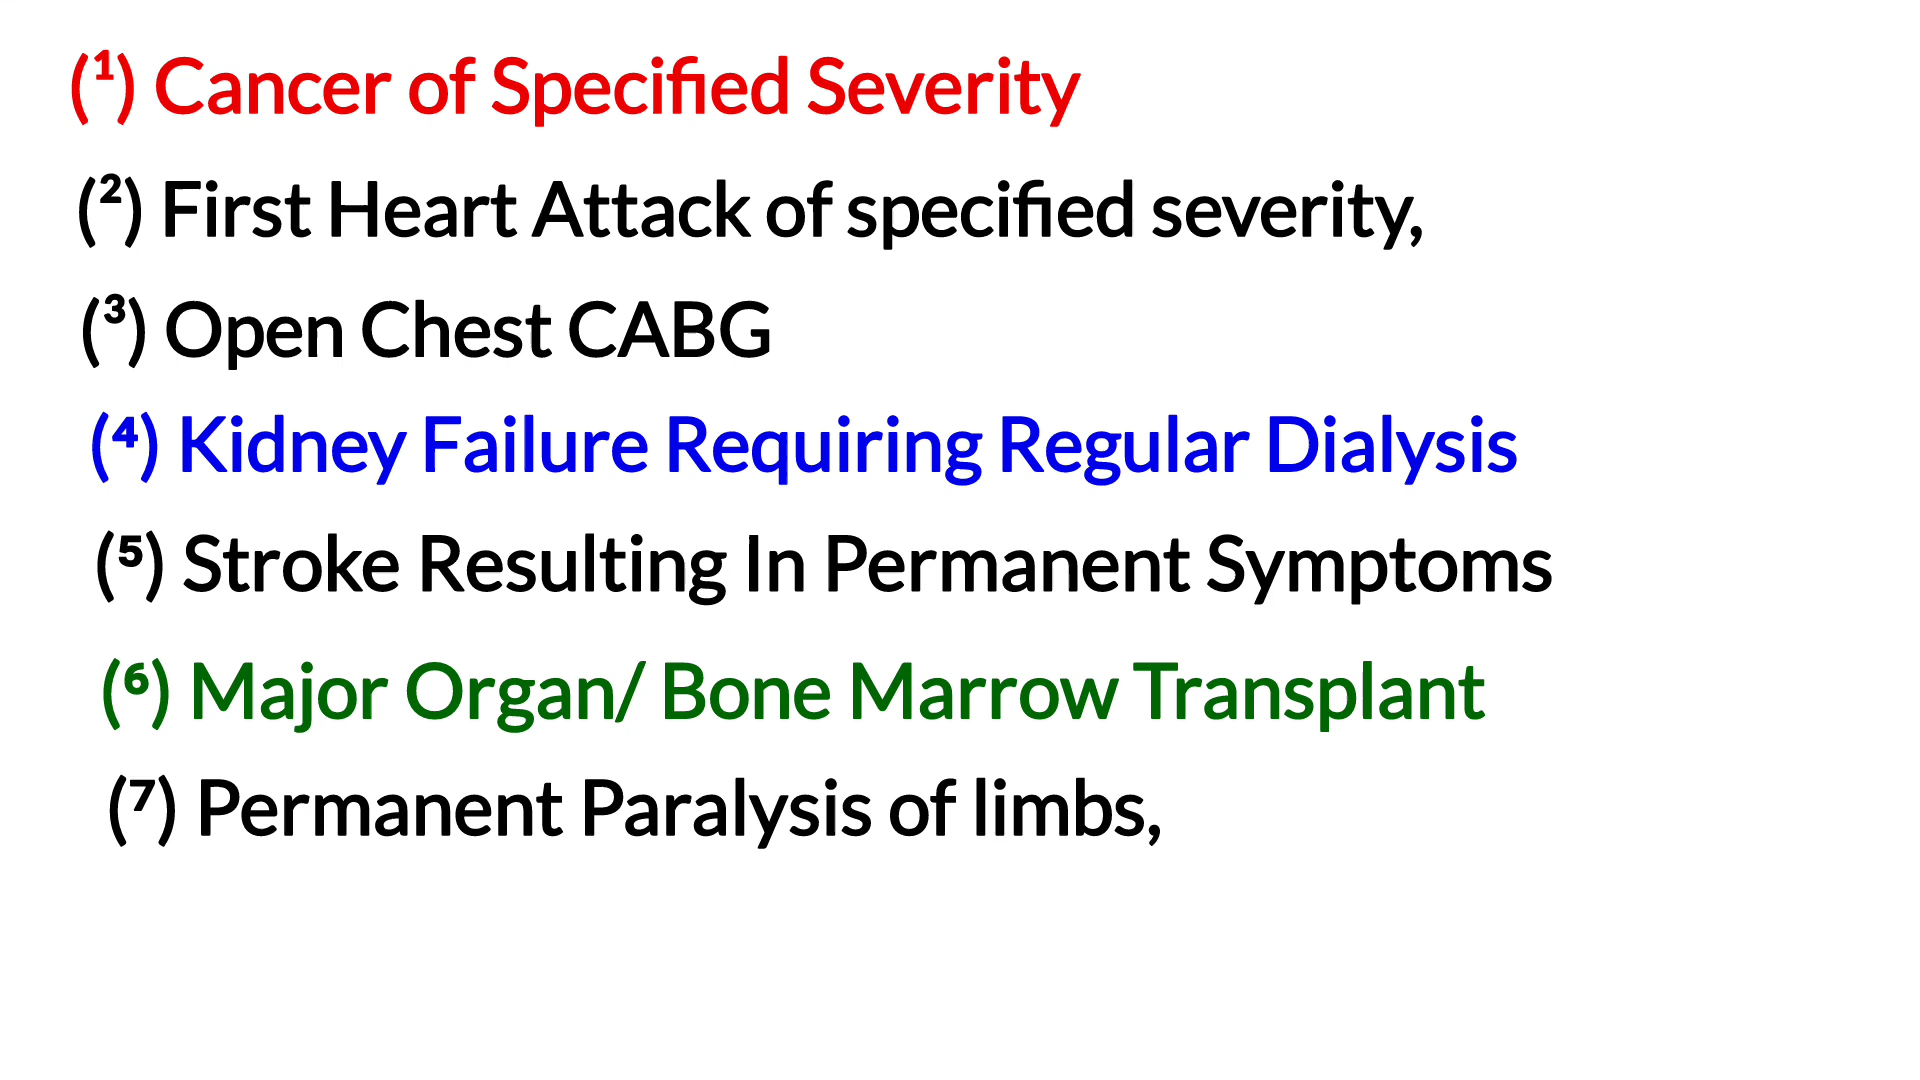 (¹) Cancer of Specified Severity
(²) First Heart Attack of specified severity,
(³) Open Chest CABG
(⁴) Kidney Failure Requiring Regular Dialysis
(⁵) Stroke Resulting In Permanent Symptoms
(⁶) Major Organ/ Bone Marrow Transplant
(⁷) Permanent Paralysis of limbs,